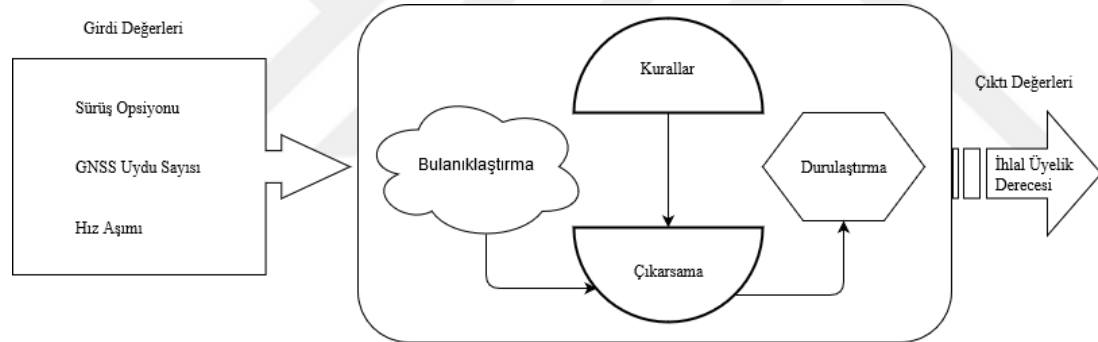 Girdi Değerleri
Sürüş Opsiyonu
GNSS Uydu Sayısı
Hız Aşımı
Bulanıklaştırma
Kurallar
Çıkarsama
Durulaştırma
Çıktı Değerleri
İhlal Üyelik
Derecesi